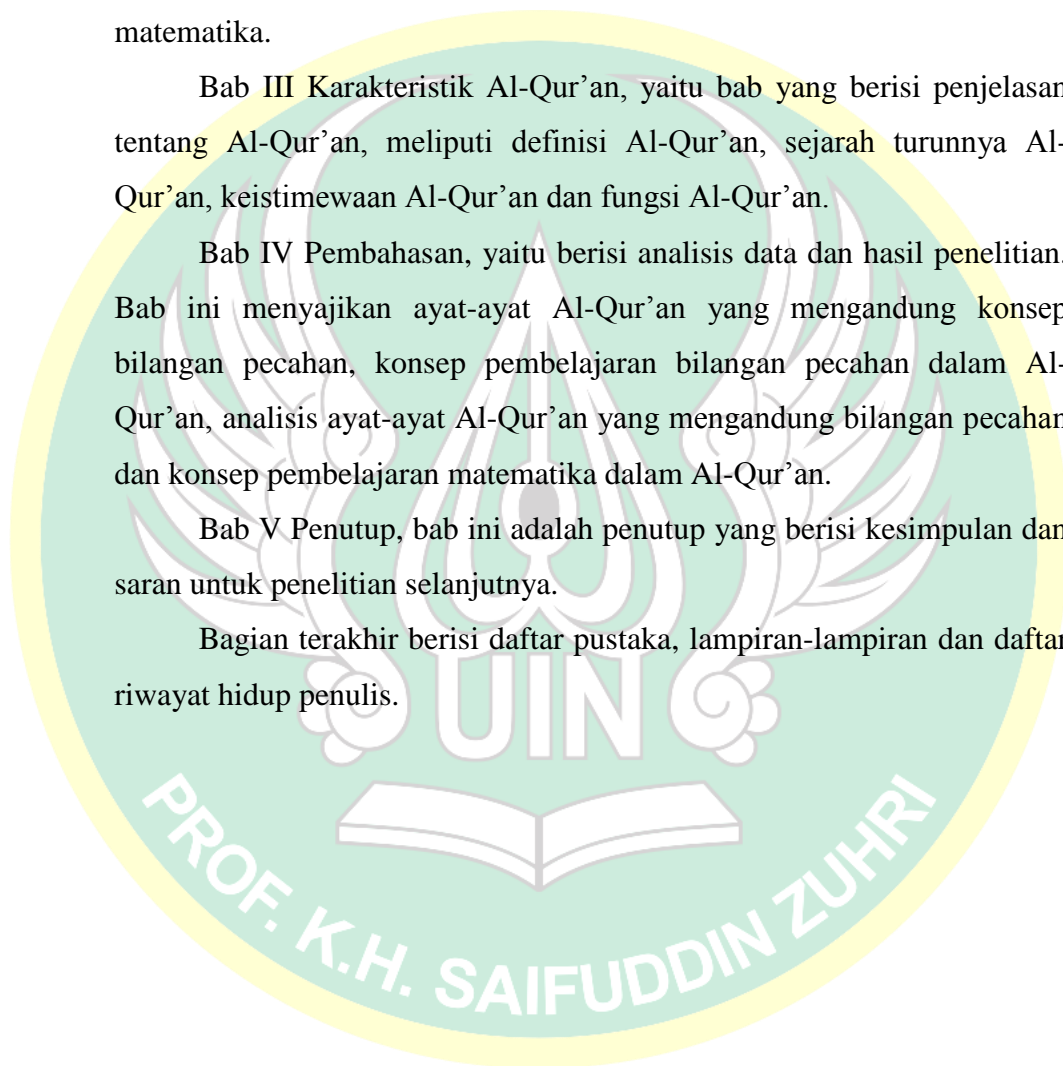 matematika.
Bab III Karakteristik Al-Qur’an, yaitu bab yang berisi penjelasan
tentang Al-Qur’an, meliputi definisi Al-Qur’an, sejarah turunnya Al-
Qur’an, keistimewaan Al-Qur’an dan fungsi Al-Qur’an.
Bab IV Pembahasan, yaitu berisi analisis data dan hasil penelitian.
Bab ini menyajikan ayat-ayat Al-Qur’an yang mengandung konsep
bilangan pecahan, konsep pembelajaran bilangan pecahan dalam Al-
Qur’an, analisis ayat-ayat Al-Qur’an yang mengandung bilangan pecahan
dan konsep pembelajaran matematika dalam Al-Qur’an.
Bab V Penutup, bab ini adalah penutup yang berisi kesimpulan dan
saran untuk penelitian selanjutnya.
Bagian terakhir berisi daftar pustaka, lampiran-lampiran dan daftar
riwayat hidup penulis.
UIN
PROF. K.H. SAIFUDDIN ZUHRI